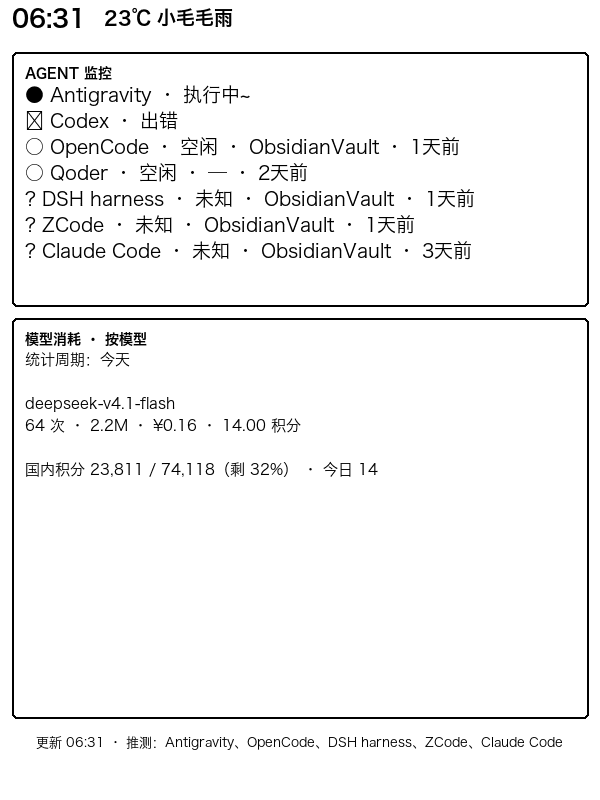 06:31 23℃ 小毛毛雨
AGENT 监控
● Antigravity · 执行中~
☒ Codex · 出错
○ OpenCode · 空闲 · ObsidianVault · 1天前
○ Qoder · 空闲 · — · 2天前
? DSH harness · 未知 · ObsidianVault · 1天前
? ZCode · 未知 · ObsidianVault · 1天前
? Claude Code · 未知 · ObsidianVault · 3天前
模型消耗 · 按模型
统计周期：今天
deepseek-v4.1-flash
64 次 · 2.2M · ¥0.16 · 14.00 积分
国内积分 23,811 / 74,118（剩 32%） · 今日 14
更新 06:31 · 推测：Antigravity、OpenCode、DSH harness、ZCode、Claude Code